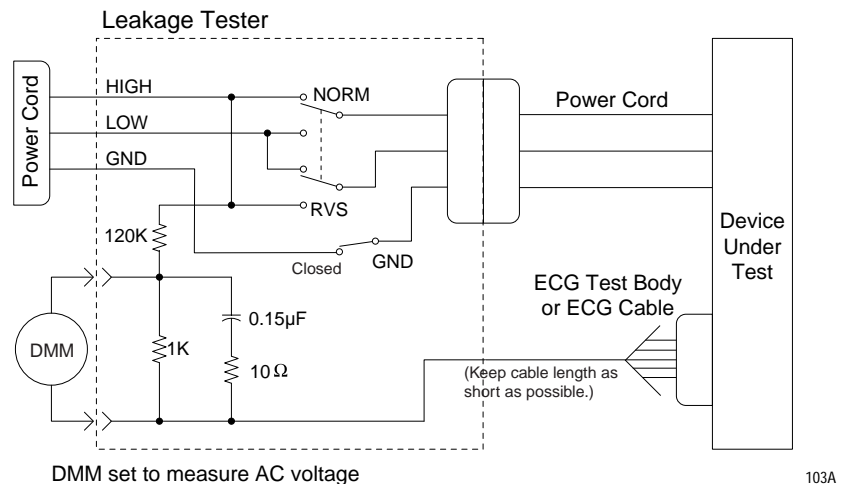 Leakage Tester
Power Cord
HIGH
LOW
GND
NORM
RVS
Closed
GND
120K
0.15µF
1K
10 Ω
DMM
Power Cord
Device
Under
Test
ECG Test Body
or ECG Cable
(Keep cable length as
short as possible.)
DMM set to measure AC voltage
103A